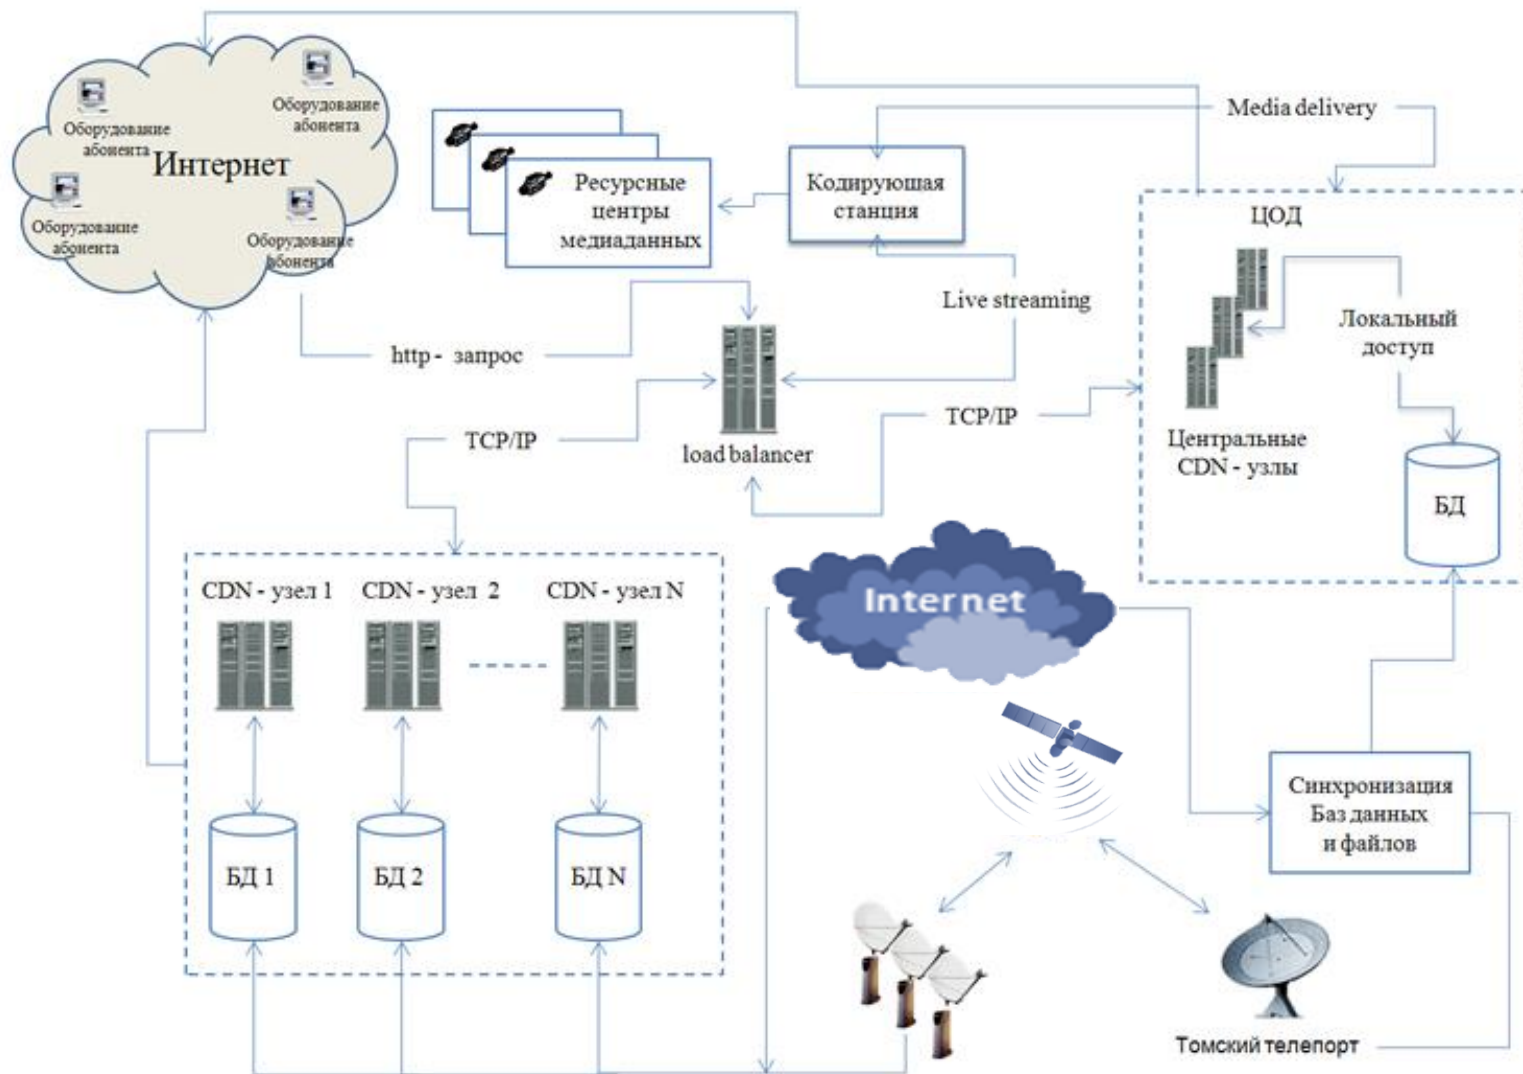 Оборудование
абонента
Оборудование
абонента
Интернет
Оборудование
абонента
Оборудование
абонента
Ресурсные
центры
медиаданных
Кодируюшая
станция
Media delivery
ЦОД
Live streaming
Локальный
доступ
http - запрос
TCP/IP
load balancer
TCP/IP
Центральные
CDN - узлы
БД
CDN - узел 1
CDN - узел 2
CDN - узел N
Internet
БД 1
БД 2
БД N
Синхронизация
Баз данных
и файлов
Томский телепорт